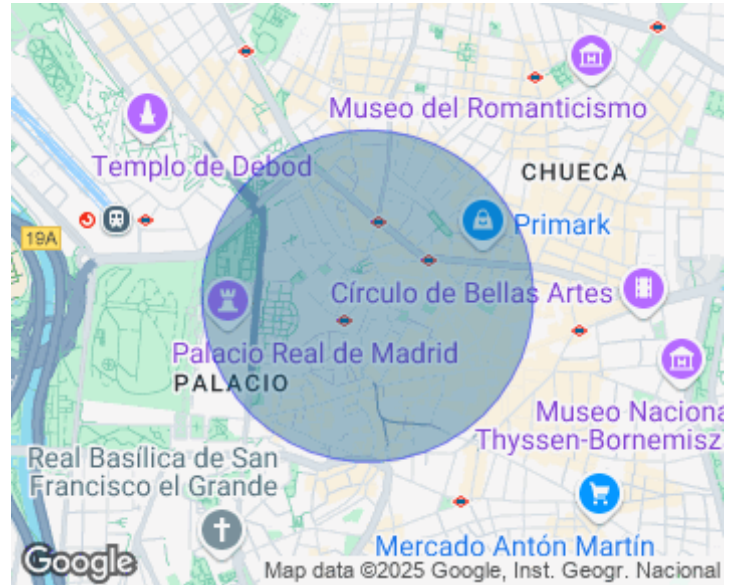 Museo del Romanticismo
Templo de Debod
CHUECA
Primark
19A
Círculo de Bellas Artes
Palacio Real de Madrid
PALACIO
Museo Naciona
Thyssen-Bornemisz
Real Basílica de San
Francisco el Grande
Mercado Antón Martín
Google
Map data ©2025 Google, Inst. Geogr. Nacional